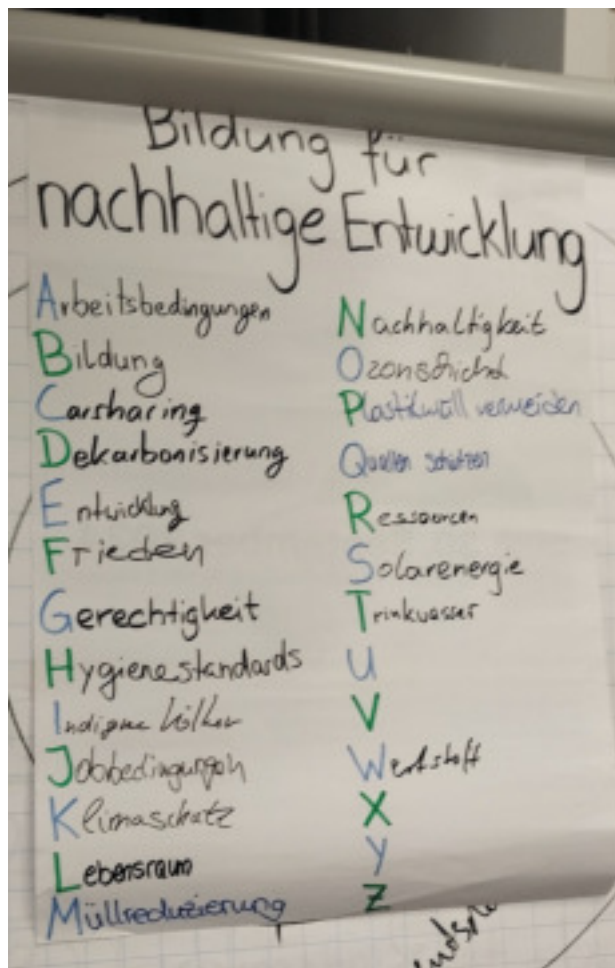 Bildung für
nachhaltige Entwicklung
Arbeitsbedingungen
Bildung
Carsharing
Dekarbonisierung
Entwicklung
Frieden
Gerechtigkeit
Hygienestandards
Indigene Völker
Jobbedingungen
Klimaschutz
Lebensraum
Müllreduzierung
Nachhaltigkeit
Ozonschicht
Plastikmüll vermeiden
Quellen schützen
Ressourcen
Solarenergie
Trinkwasser
U
V
Wertstoff
X
Y
Z